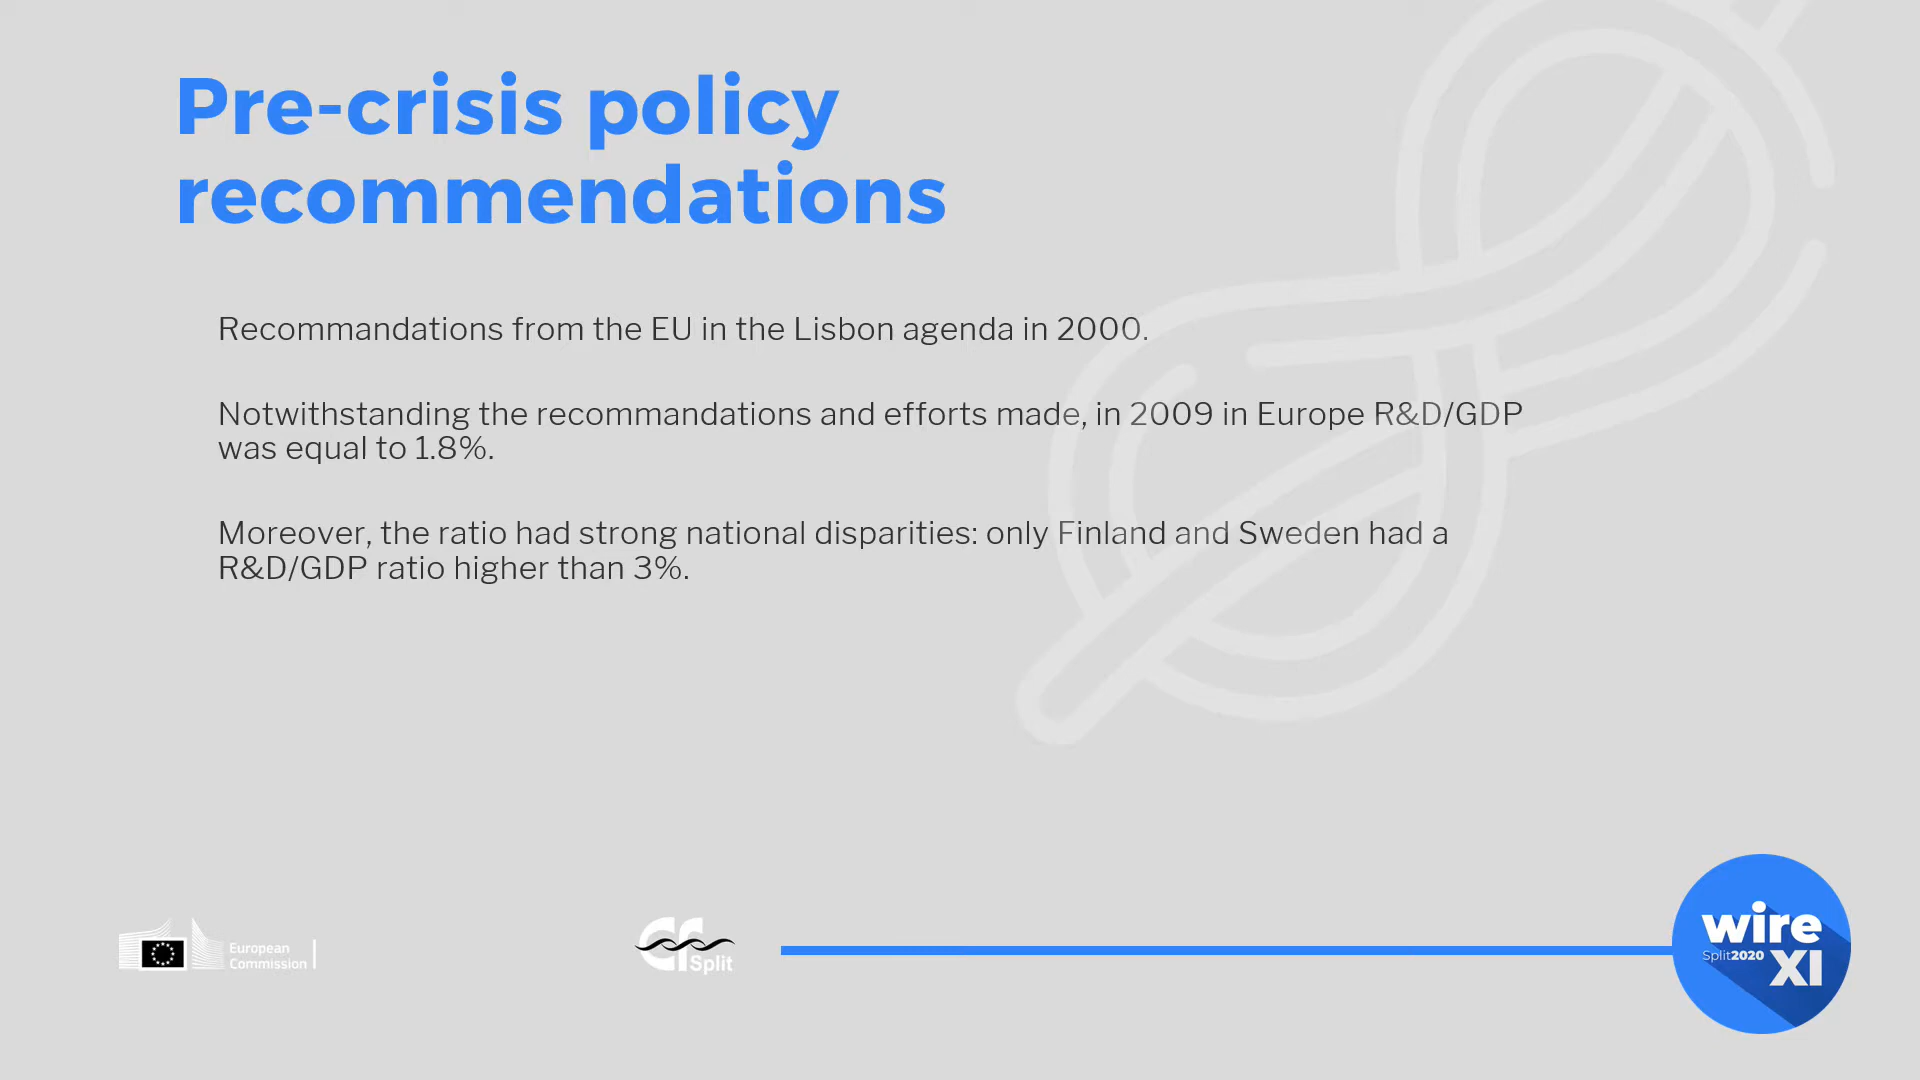 Pre-crisis policy
recommendations
Recommandations from the EU in the Lisbon agenda in 2000.
Notwithstanding the recommandations and efforts made, in 2009 in Europe R&D/GDP
was equal to 1.8%.
Moreover, the ratio had strong national disparities: only Finland and Sweden had a
R&D/GDP ratio higher than 3%.
European
Commission
CF
Split
wire
Split2020
XI